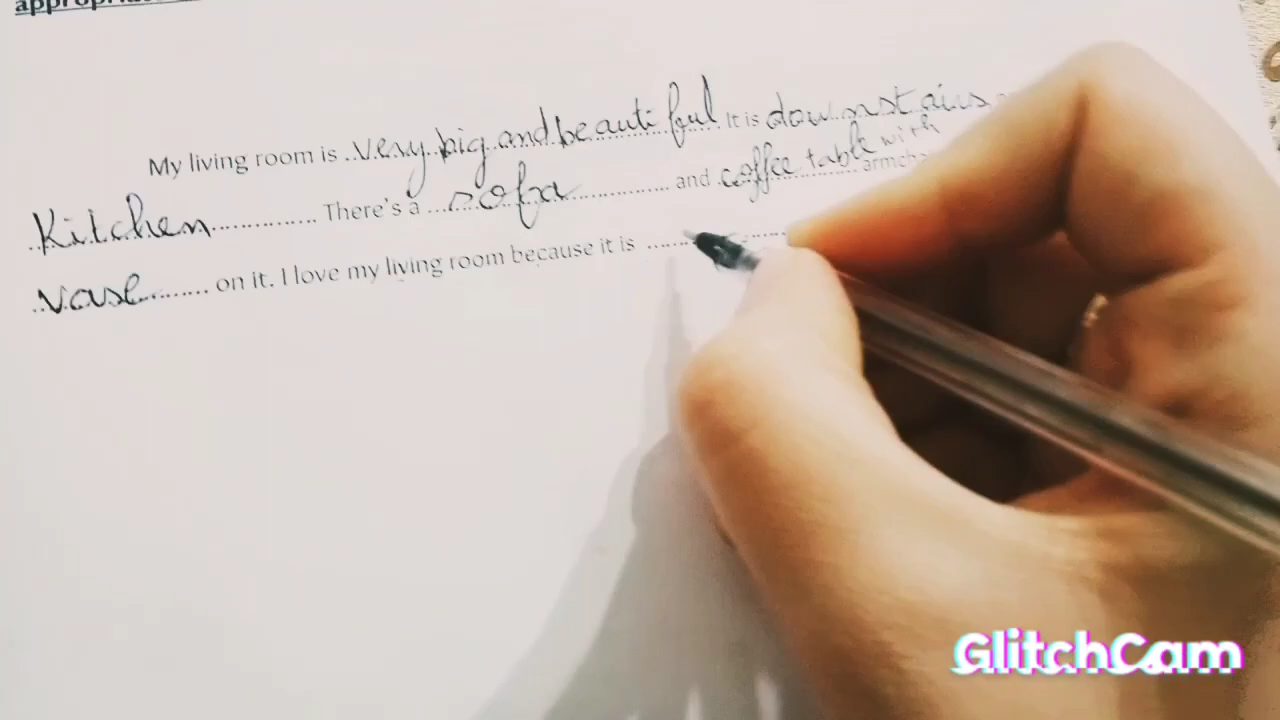 My living room is very big and beautiful. It is downstairs
Kitchen There's a sofa and coffee table with
vase on it. I love my living room because it is
GlitchCam